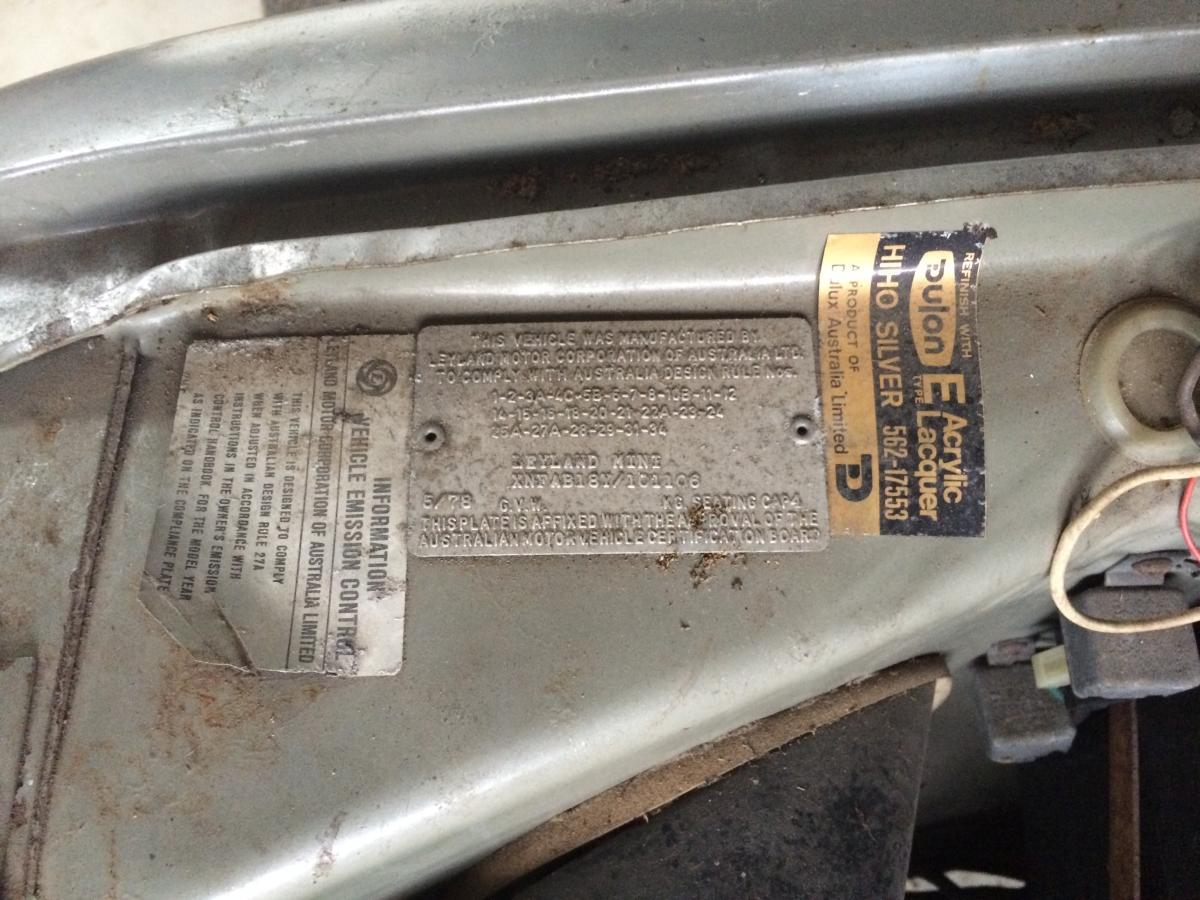 THIS VEHICLE WAS MANUFACTURED BY
LEYLAND MOTOR CORPORATION OF AUSTRALIA LTD.
TO COMPLY WITH AUSTRALIA DESIGN RULE Nos.
1-2-3A-4C-5B-6-7-8-10B-11-12
14-15-16-18-20-21-22A-23-24
25A-27A-28-29-31-34
LEYLAND MINI
XNFAB18Y/101106
5/78 G.V.W. KG SEATING CAP.4
THIS PLATE IS AFFIXED WITH THE APPROVAL OF THE
AUSTRALIAN MOTOR VEHICLE CERTIFICATION BOARD
INFORMATION
VEHICLE EMISSION CONTROL
LEYLAND MOTOR CORPORATION OF AUSTRALIA LIMITED
THIS VEHICLE IS DESIGNED TO COMPLY
WITH AUSTRALIAN DESIGN RULE 27A
WHEN ADJUSTED IN ACCORDANCE WITH
INSTRUCTIONS IN THE OWNER'S EMISSION
CONTROL HANDBOOK FOR THE MODEL YEAR
AS INDICATED ON THE COMPLIANCE PLATE
REFINISH WITH
DULON E Acrylic
TYPE Lacquer
HIHO SILVER 562-17553
A PRODUCT OF
Dulux Australia Limited